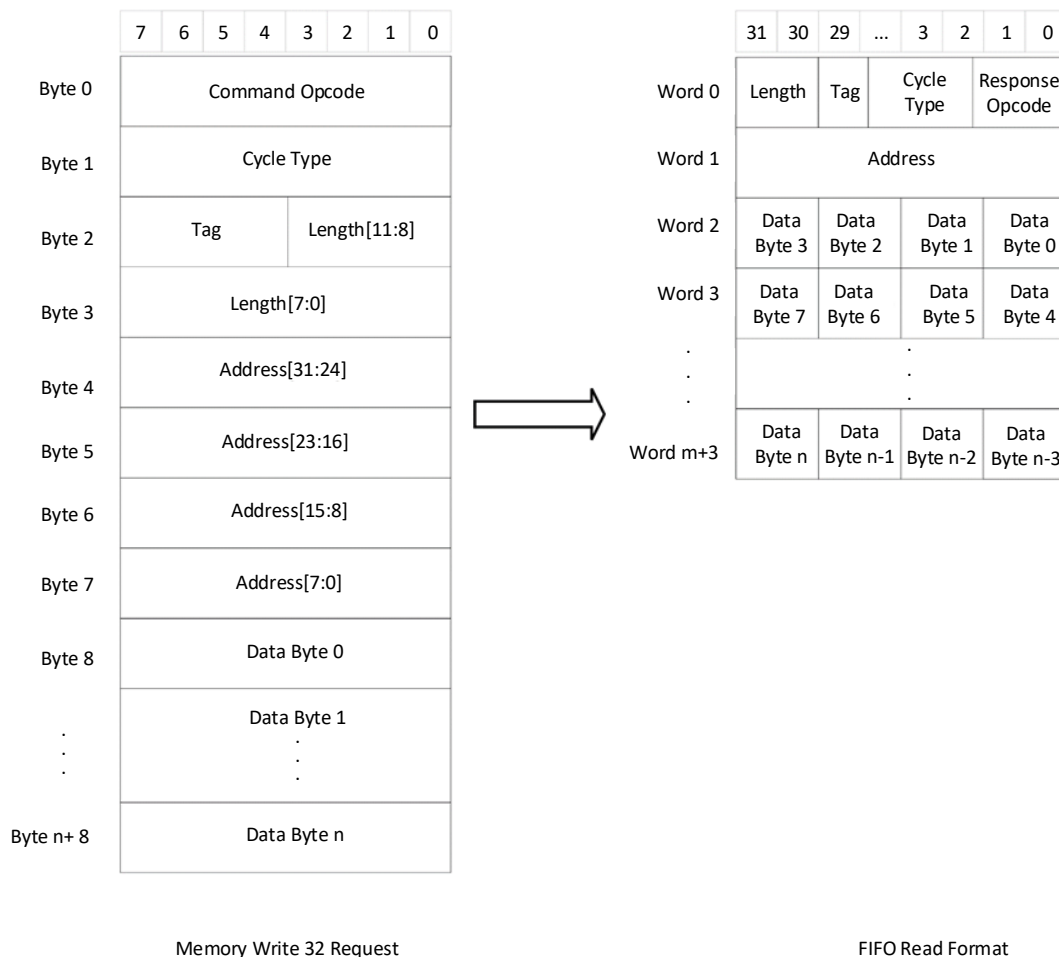 7 6 5 4 3 2 1 0
Byte 0 Command Opcode
Byte 1 Cycle Type
Byte 2 Tag Length[11:8]
Byte 3 Length[7:0]
Byte 4 Address[31:24]
Byte 5 Address[23:16]
Byte 6 Address[15:8]
Byte 7 Address[7:0]
Byte 8 Data Byte 0
Data Byte 1
.
.
.
.
.
.
Byte n+ 8 Data Byte n
Memory Write 32 Request
31 30 29 ... 3 2 1 0
Word 0 Length Tag Cycle Response
Type Opcode
Word 1 Address
Word 2 Data Data Data Data
Byte 3 Byte 2 Byte 1 Byte 0
Word 3 Data Data Data Data
Byte 7 Byte 6 Byte 5 Byte 4
. .
. .
. .
Word m+3 Data Data Data Data
Byte n Byte n-1 Byte n-2 Byte n-3
FIFO Read Format